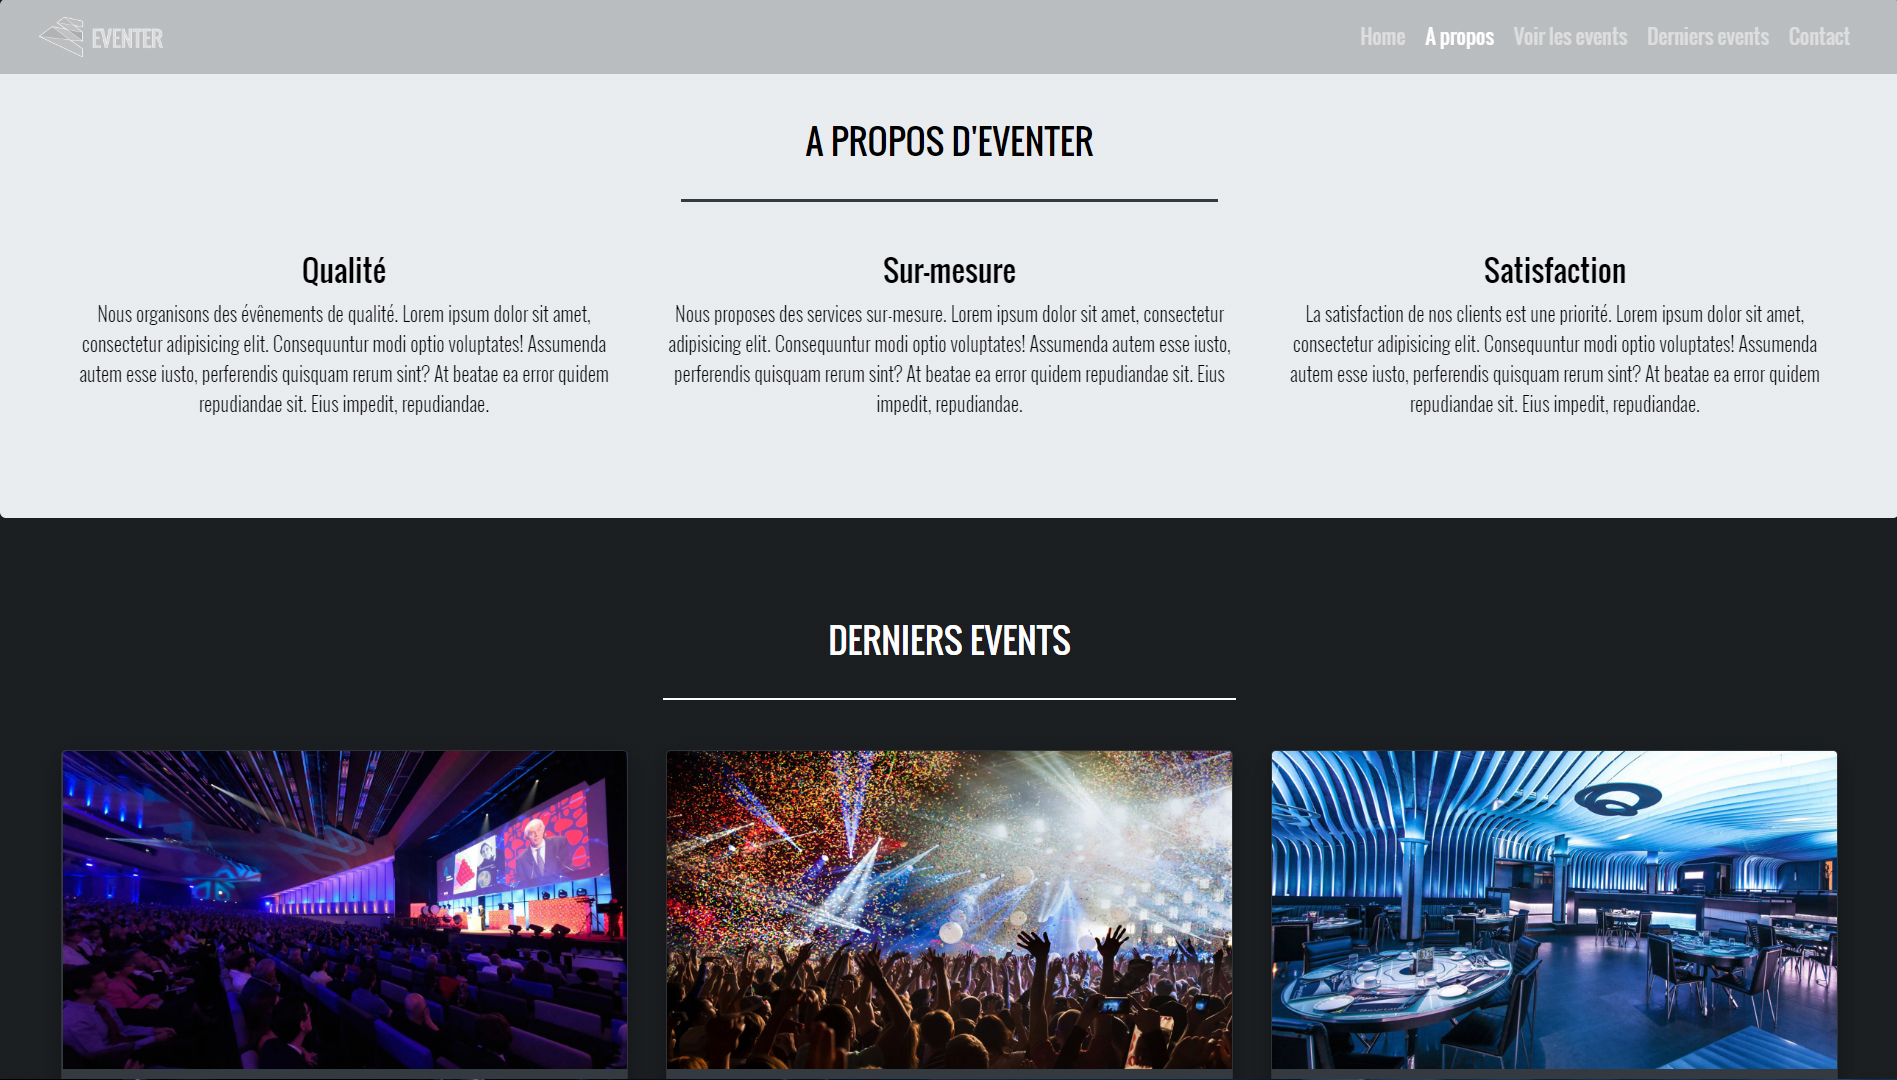 EVENTER
Home A propos Voir les events Derniers events Contact
A PROPOS D'EVENTER
Qualité
Nous organisons des évênements de qualité. Lorem ipsum dolor sit amet,
consectetur adipisicing elit. Consequuntur modi optio voluptates! Assumenda
autem esse iusto, perferendis quisquam rerum sint? At beatae ea error quidem
repudiandae sit. Eius impedit, repudiandae.
Sur-mesure
Nous proposes des services sur-mesure. Lorem ipsum dolor sit amet, consectetur
adipisicing elit. Consequuntur modi optio voluptates! Assumenda autem esse iusto,
perferendis quisquam rerum sint? At beatae ea error quidem repudiandae sit. Eius
impedit, repudiandae.
Satisfaction
La satisfaction de nos clients est une priorité. Lorem ipsum dolor sit amet,
consectetur adipisicing elit. Consequuntur modi optio voluptates! Assumenda
autem esse iusto, perferendis quisquam rerum sint? At beatae ea error quidem
repudiandae sit. Eius impedit, repudiandae.
DERNIERS EVENTS